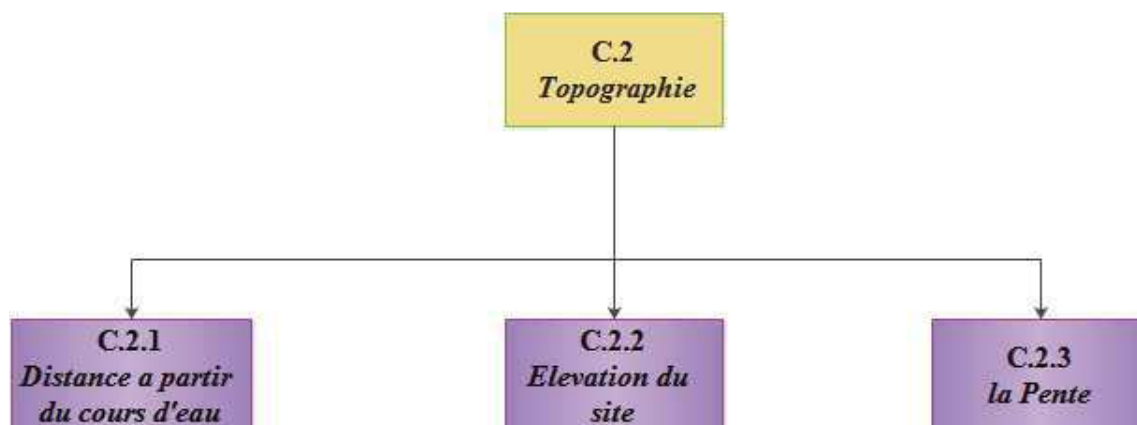 C.2
Topographie
C.2.1
Distance a partir
du cours d'eau
C.2.2
Elevation du
site
C.2.3
la Pente